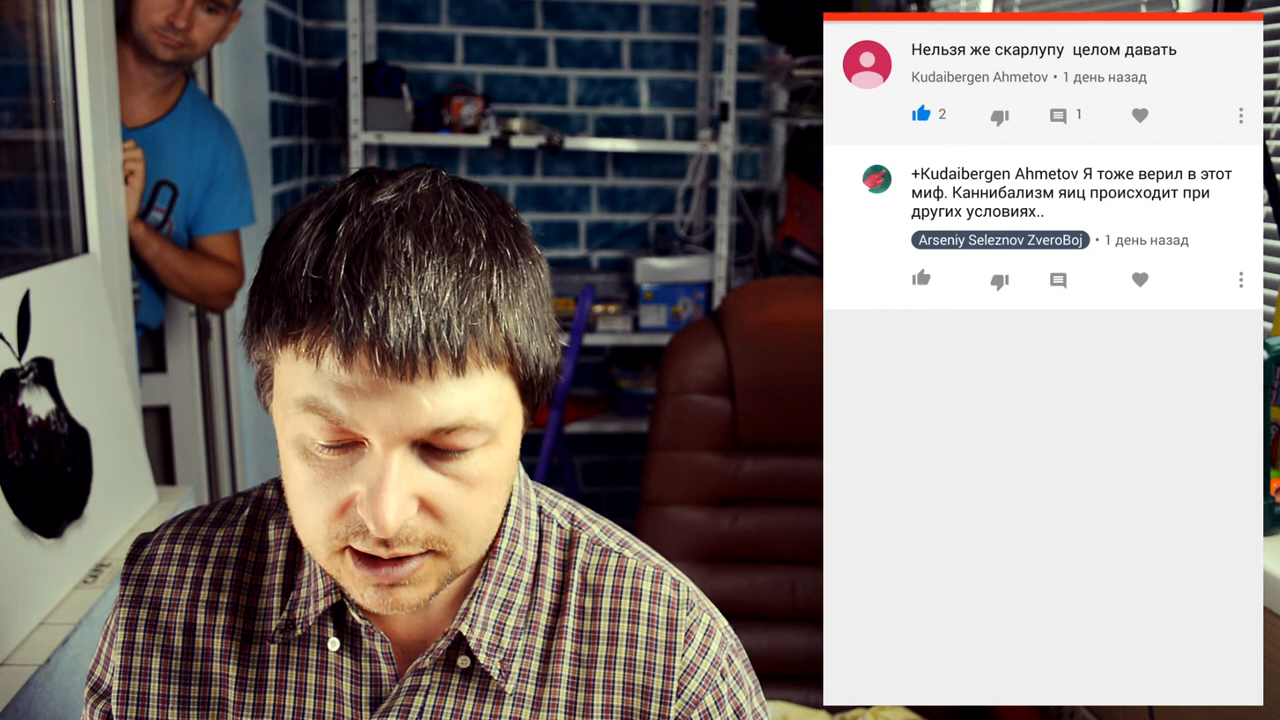 Нельзя же скарлупу целом давать
Kudaibergen Ahmetov • 1 день назад
2
1
+Kudaibergen Ahmetov Я тоже верил в этот
миф. Каннибализм яиц происходит при
других условиях..
Arseniy Seleznov ZveroBoj • 1 день назад